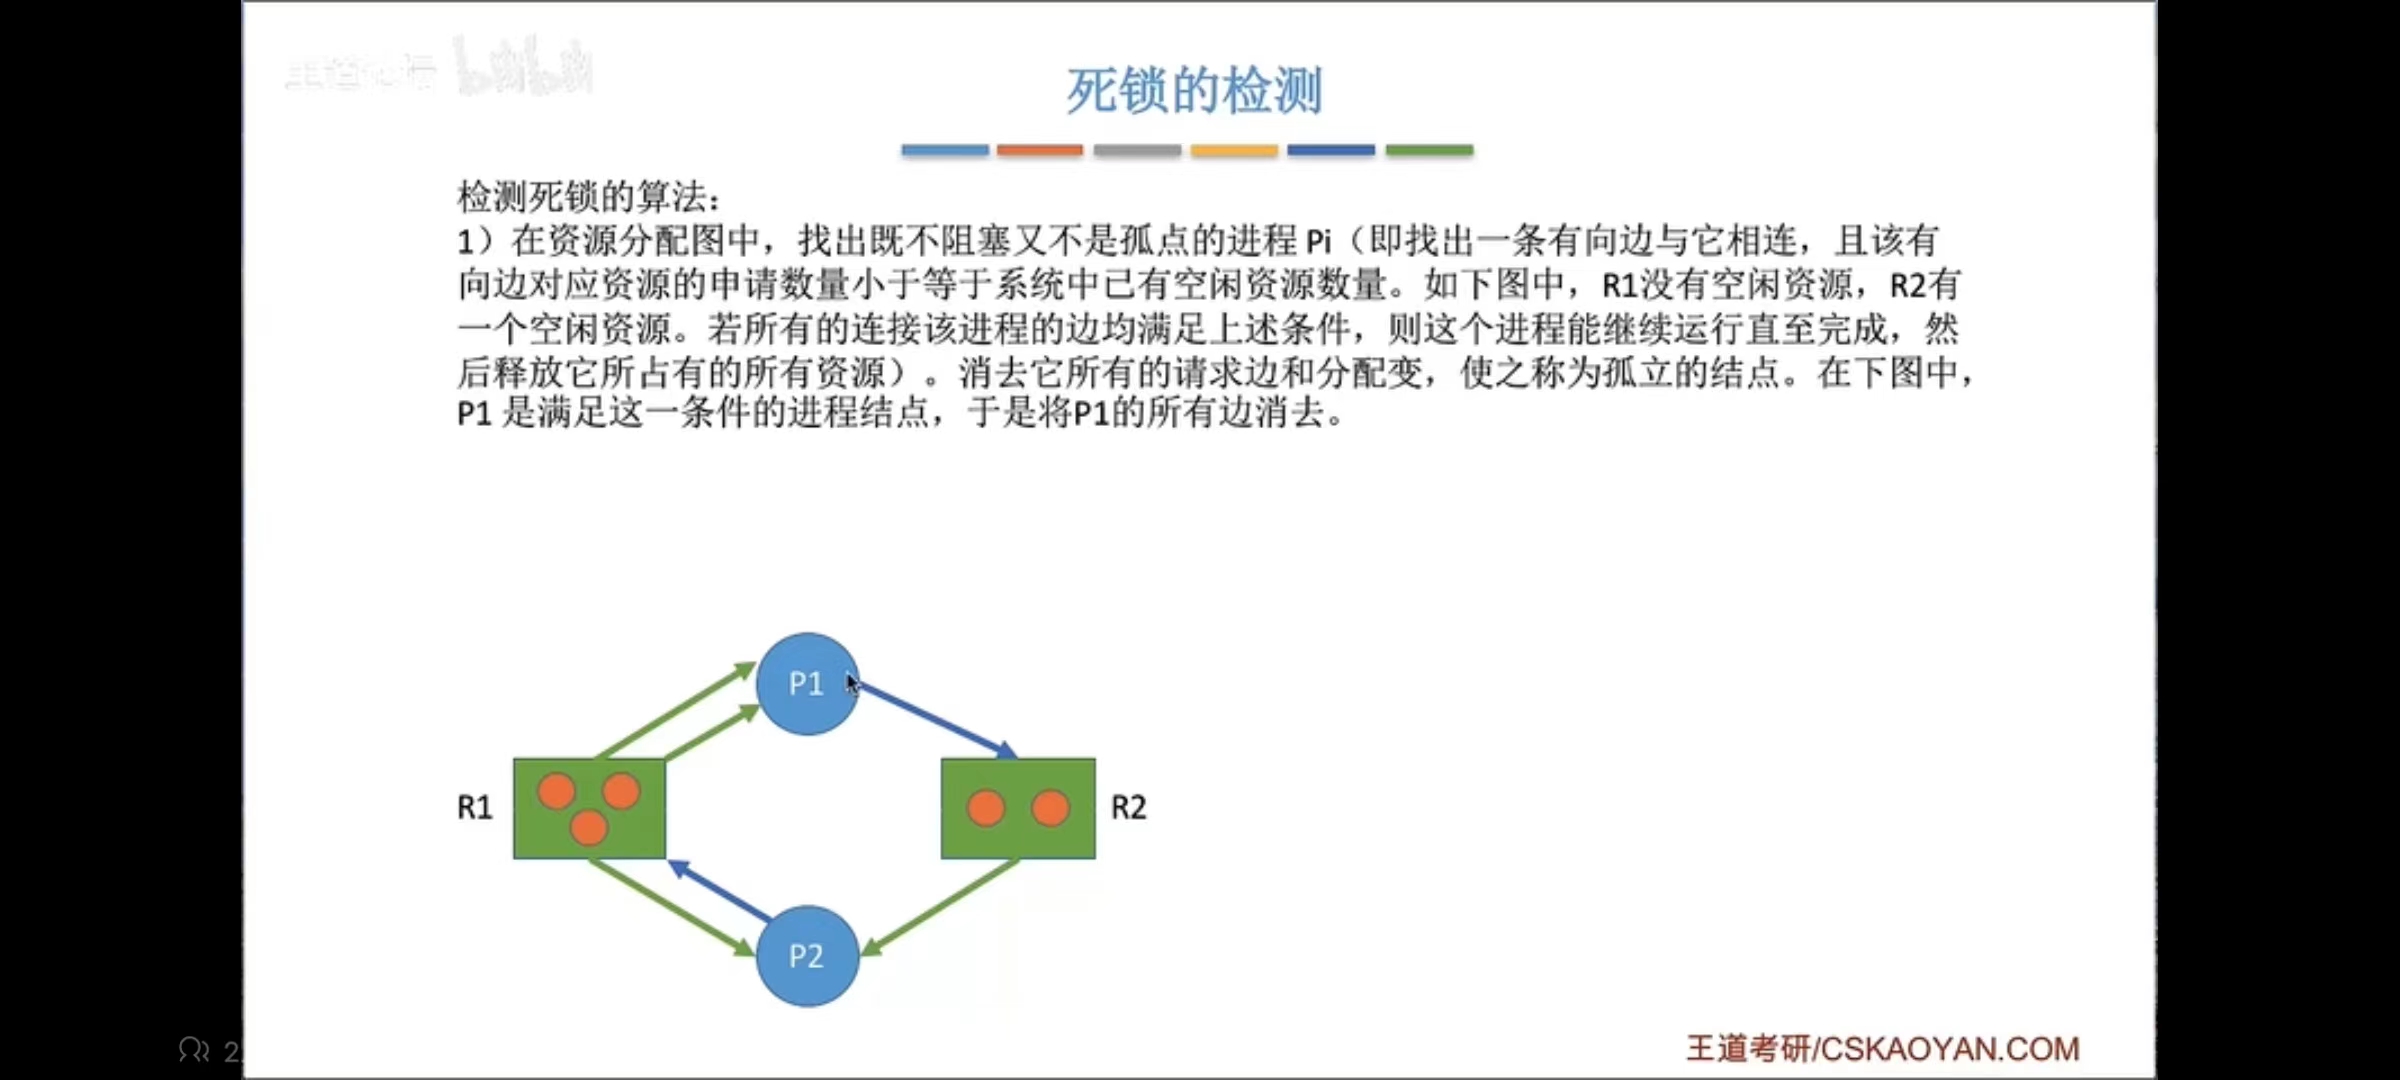 死锁的检测
检测死锁的算法：
1）在资源分配图中，找出既不阻塞又不是孤点的进程 Pi（即找出一条有向边与它相连，且该有
向边对应资源的申请数量小于等于系统中已有空闲资源数量。如下图中，R1没有空闲资源，R2有
一个空闲资源。若所有的连接该进程的边均满足上述条件，则这个进程能继续运行直至完成，然
后释放它所占有的所有资源）。消去它所有的请求边和分配变，使之称为孤立的结点。在下图中，
P1 是满足这一条件的进程结点，于是将P1的所有边消去。
P1
R1
R2
P2
王道考研/CSKAOYAN.COM